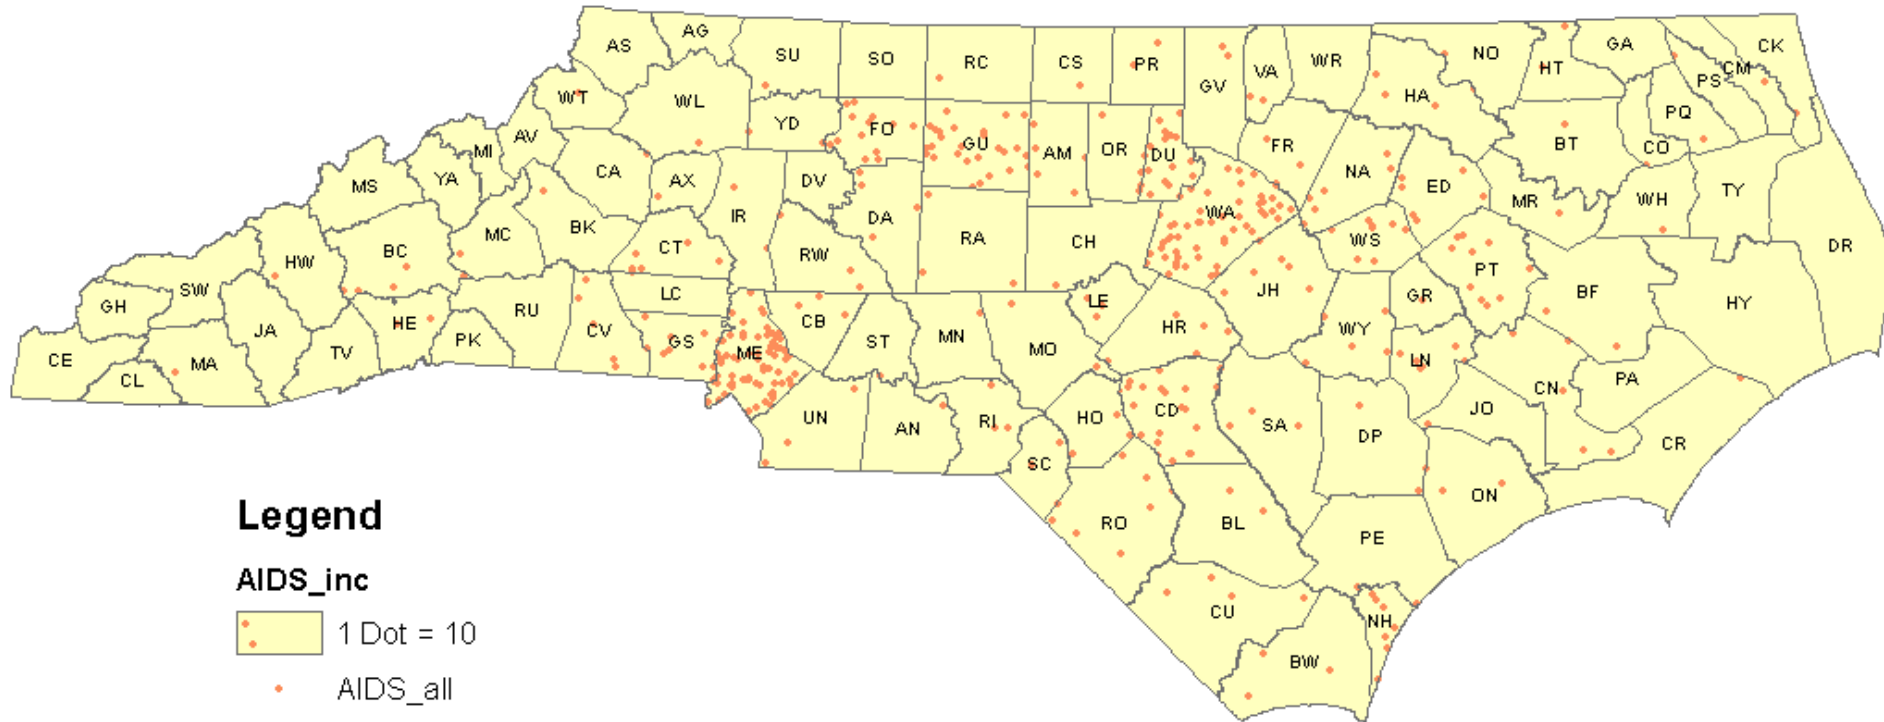 AG
AS
SU
SO
RC
CS
PR
GV
VA
WR
NO
HT
GA
CK
CM
PS
WT
WL
YD
FO
GU
AM
OR
DU
FR
HA
NA
ED
BT
PQ
CO
AV
MI
CA
AX
DV
MS
YA
IR
DA
RA
CH
WA
WS
MR
WH
TY
MC
BK
CT
RW
HW
BC
PT
DR
SW
GH
JA
RU
LC
LE
JH
GR
BF
HY
HE
CV
GS
ME
CB
ST
MN
MO
HR
WY
LN
CE
CL
MA
TV
PK
UN
AN
RI
HO
CD
SA
DP
JO
CN
PA
CR
SC
RO
BL
ON
PE
CU
NH
BW
Legend
AIDS_inc
1 Dot = 10
AIDS_all